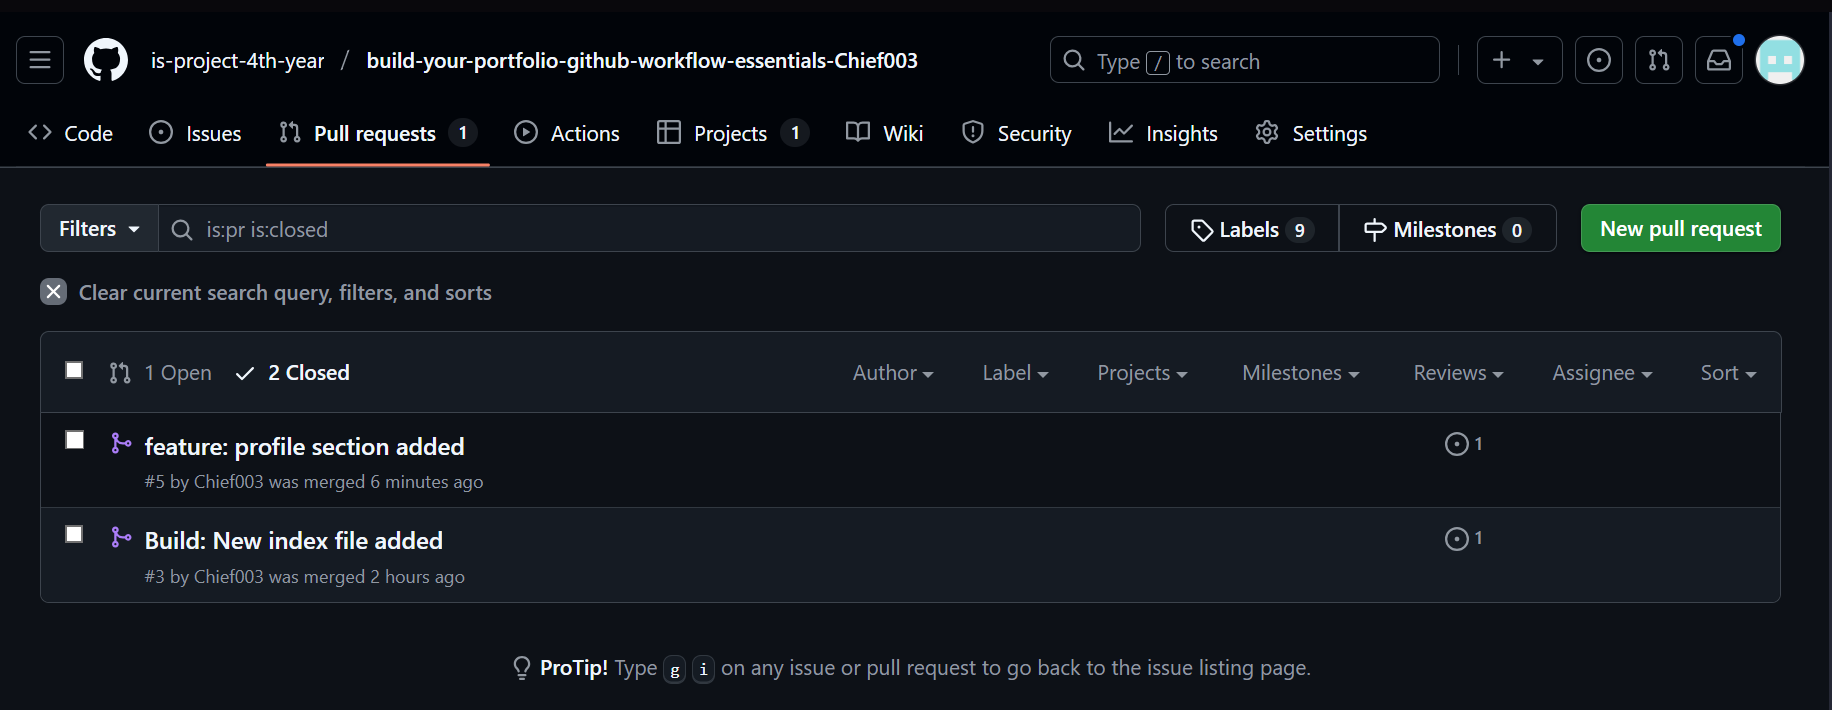 is-project-4th-year / build-your-portfolio-github-workflow-essentials-Chief003
Type / to search
Code Issues Pull requests 1 Actions Projects 1 Wiki Security Insights Settings
Filters is:pr is:closed Labels 9 Milestones 0 New pull request
Clear current search query, filters, and sorts
1 Open 2 Closed Author Label Projects Milestones Reviews Assignee Sort
feature: profile section added 1
#5 by Chief003 was merged 6 minutes ago
Build: New index file added 1
#3 by Chief003 was merged 2 hours ago
ProTip! Type g i on any issue or pull request to go back to the issue listing page.